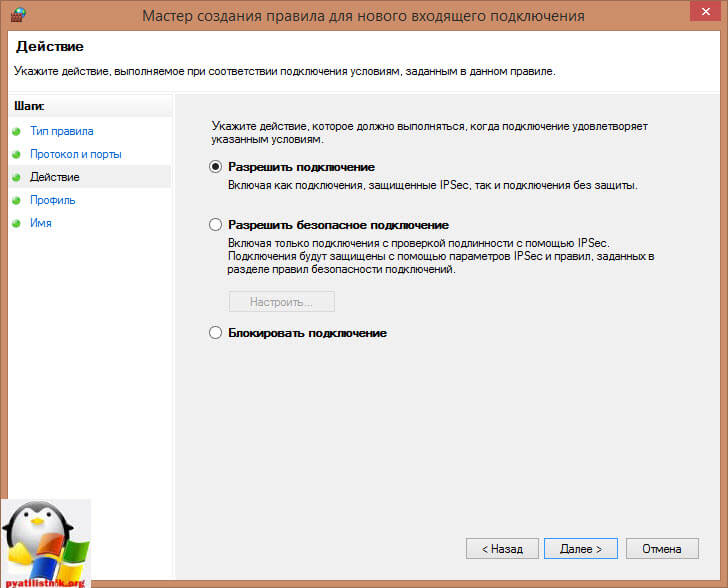 Мастер создания правила для нового входящего подключения
Действие
Укажите действие, выполняемое при соответствии подключения условиям, заданным в данном правиле.
Шаги:
Тип правила
Протокол и порты
Действие
Профиль
Имя
Укажите действие, которое должно выполняться, когда подключение удовлетворяет
указанным условиям.
Разрешить подключение
Включая как подключения, защищенные IPSec, так и подключения без защиты.
Разрешить безопасное подключение
Включая только подключения с проверкой подлинности с помощью IPSec.
Подключения будут защищены с помощью параметров IPSec и правил, заданных в
разделе правил безопасности подключений.
Настроить...
Блокировать подключение
< Назад
Далее >
Отмена
pyatilistnik.org